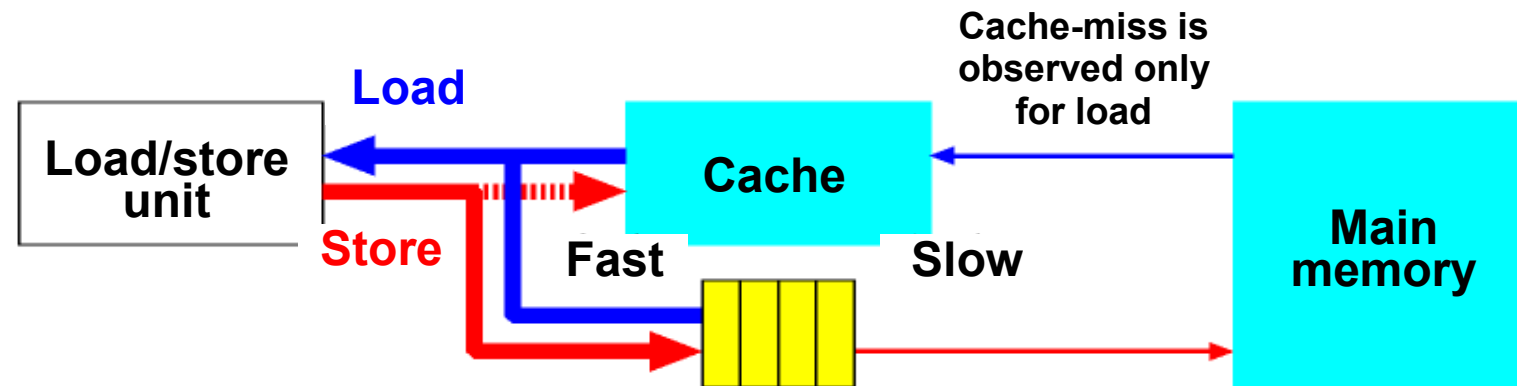 Cache-miss is
observed only
for load
Load
Load/store
unit
Cache
Store
Fast
Slow
Main
memory